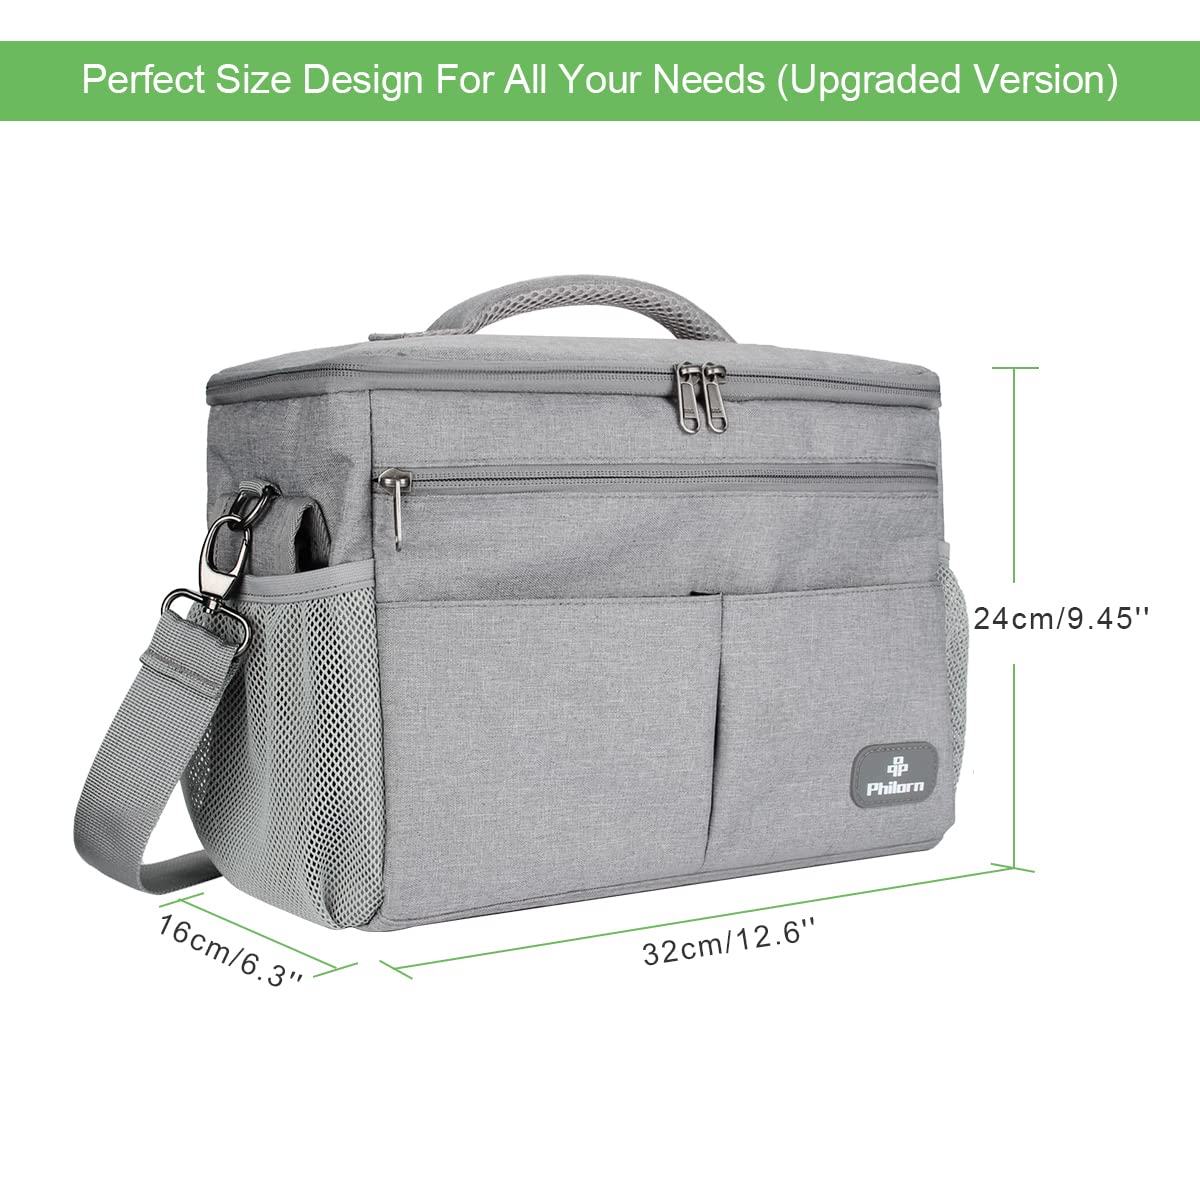 Perfect Size Design For All Your Needs (Upgraded Version)
24cm/9.45''
Philorn
16cm/6.3''
32cm/12.6''